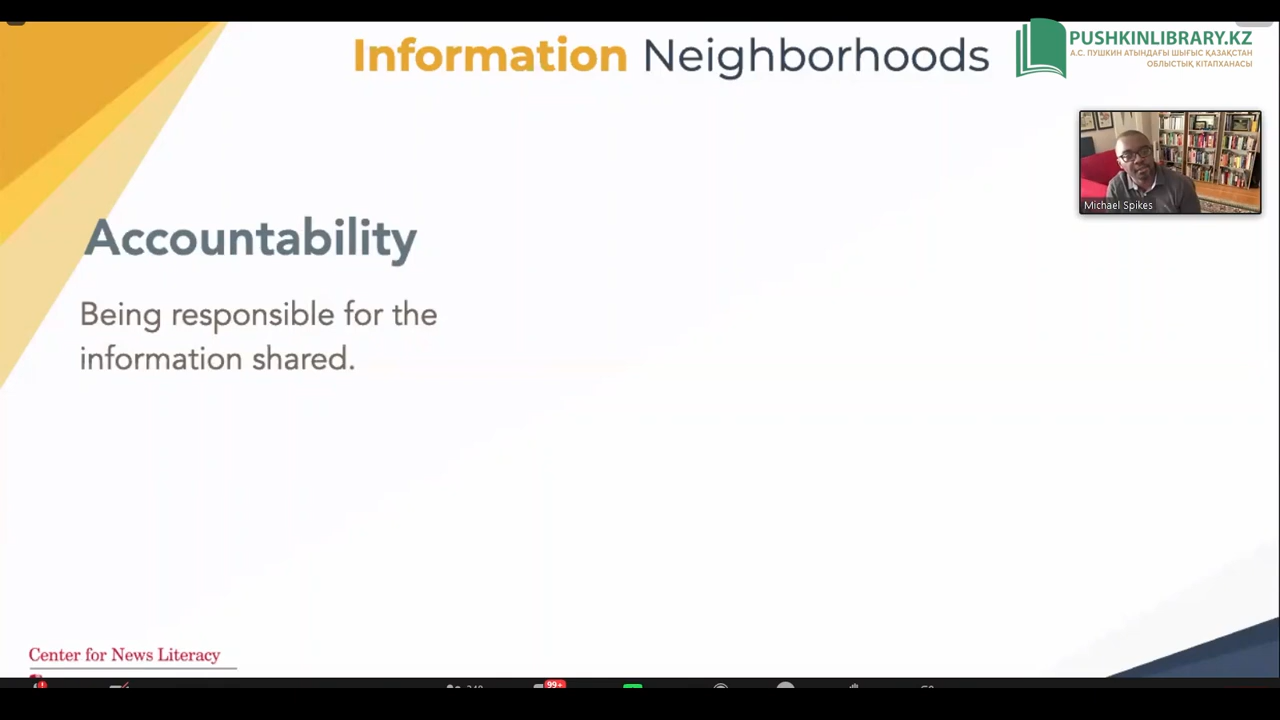 Information Neighborhoods
PUSHKINLIBRARY.KZ
А.С. ПУШКИН АТЫНДАҒЫ ШЫҒЫС ҚАЗАҚСТАН
ОБЛЫСТЫҚ КІТАПХАНАСЫ
Michael Spikes
Accountability
Being responsible for the
information shared.
Center for News Literacy
99+